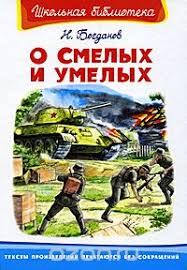 Школьная библиотека
Н. Богданов
О СМЕЛЫХ
И УМЕЛЫХ
ТЕКСТЫ ПРОИЗВЕДЕНИЙ ПЕЧАТАЮТСЯ БЕЗ СОКРАЩЕНИЙ